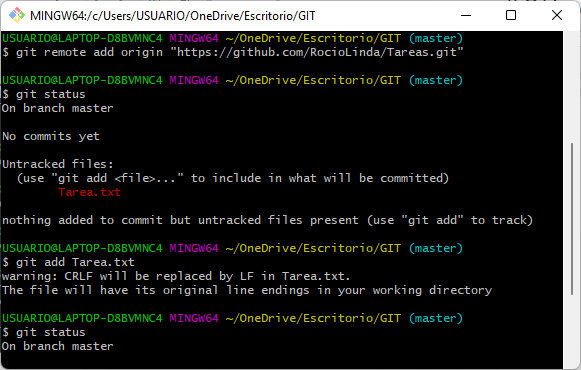 MINGW64:/c/Users/USUARIO/OneDrive/Escritorio/GIT
USUARIO@LAPTOP-D8BVMNC4 MINGW64 ~/OneDrive/Escritorio/GIT (master)
$ git remote add origin "https://github.com/RocioLinda/Tareas.git"
USUARIO@LAPTOP-D8BVMNC4 MINGW64 ~/OneDrive/Escritorio/GIT (master)
$ git status
On branch master
No commits yet
Untracked files:
(use "git add <file>..." to include in what will be committed)
Tarea.txt
nothing added to commit but untracked files present (use "git add" to track)
USUARIO@LAPTOP-D8BVMNC4 MINGW64 ~/OneDrive/Escritorio/GIT (master)
$ git add Tarea.txt
warning: CRLF will be replaced by LF in Tarea.txt.
The file will have its original line endings in your working directory
USUARIO@LAPTOP-D8BVMNC4 MINGW64 ~/OneDrive/Escritorio/GIT (master)
$ git status
On branch master